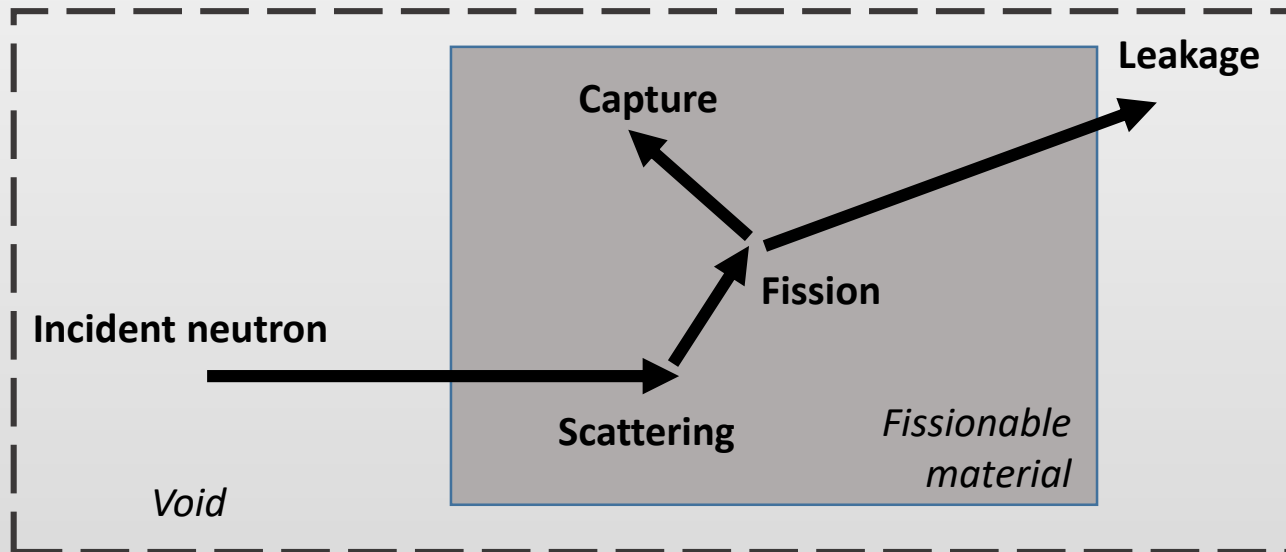 Leakage
Capture
Fission
Incident neutron
Scattering
Fissionable
material
Void